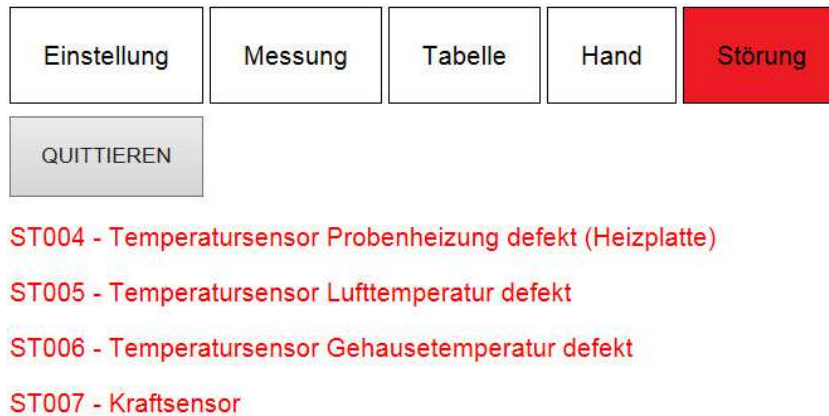 Einstellung Messung Tabelle Hand Störung
QUITTIEREN
ST004 - Temperatursensor Probenheizung defekt (Heizplatte)
ST005 - Temperatursensor Lufttemperatur defekt
ST006 - Temperatursensor Gehausetemperatur defekt
ST007 - Kraftsensor